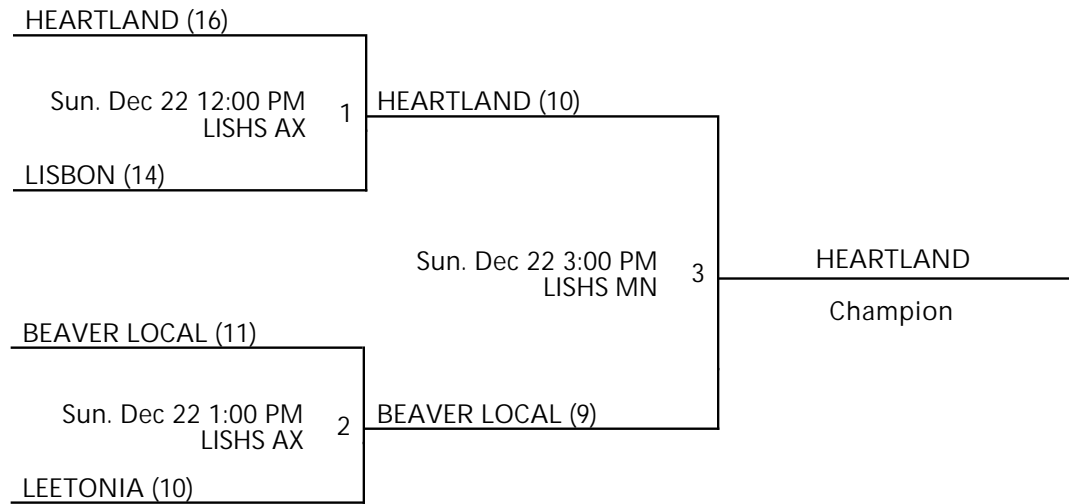 HEARTLAND (16)
Sun. Dec 22 12:00 PM
LISHS AX
1
HEARTLAND (10)
LISBON (14)
Sun. Dec 22 3:00 PM
LISHS MN
3
HEARTLAND
Champion
BEAVER LOCAL (11)
Sun. Dec 22 1:00 PM
LISHS AX
2
BEAVER LOCAL (9)
LEETONIA (10)